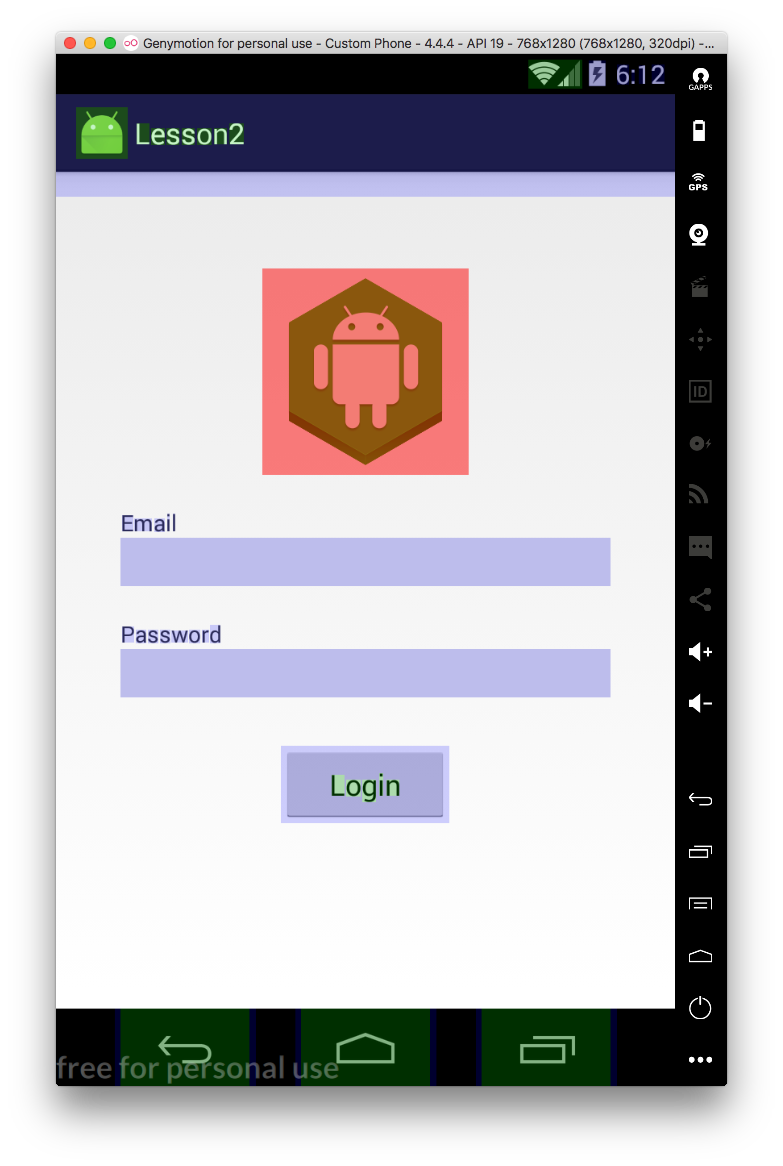 Genymotion for personal use - Custom Phone - 4.4.4 - API 19 - 768x1280 (768x1280, 320dpi) -...
6:12
GAPPS
Lesson2
GPS
ID
Email
Password
Login
free for personal use